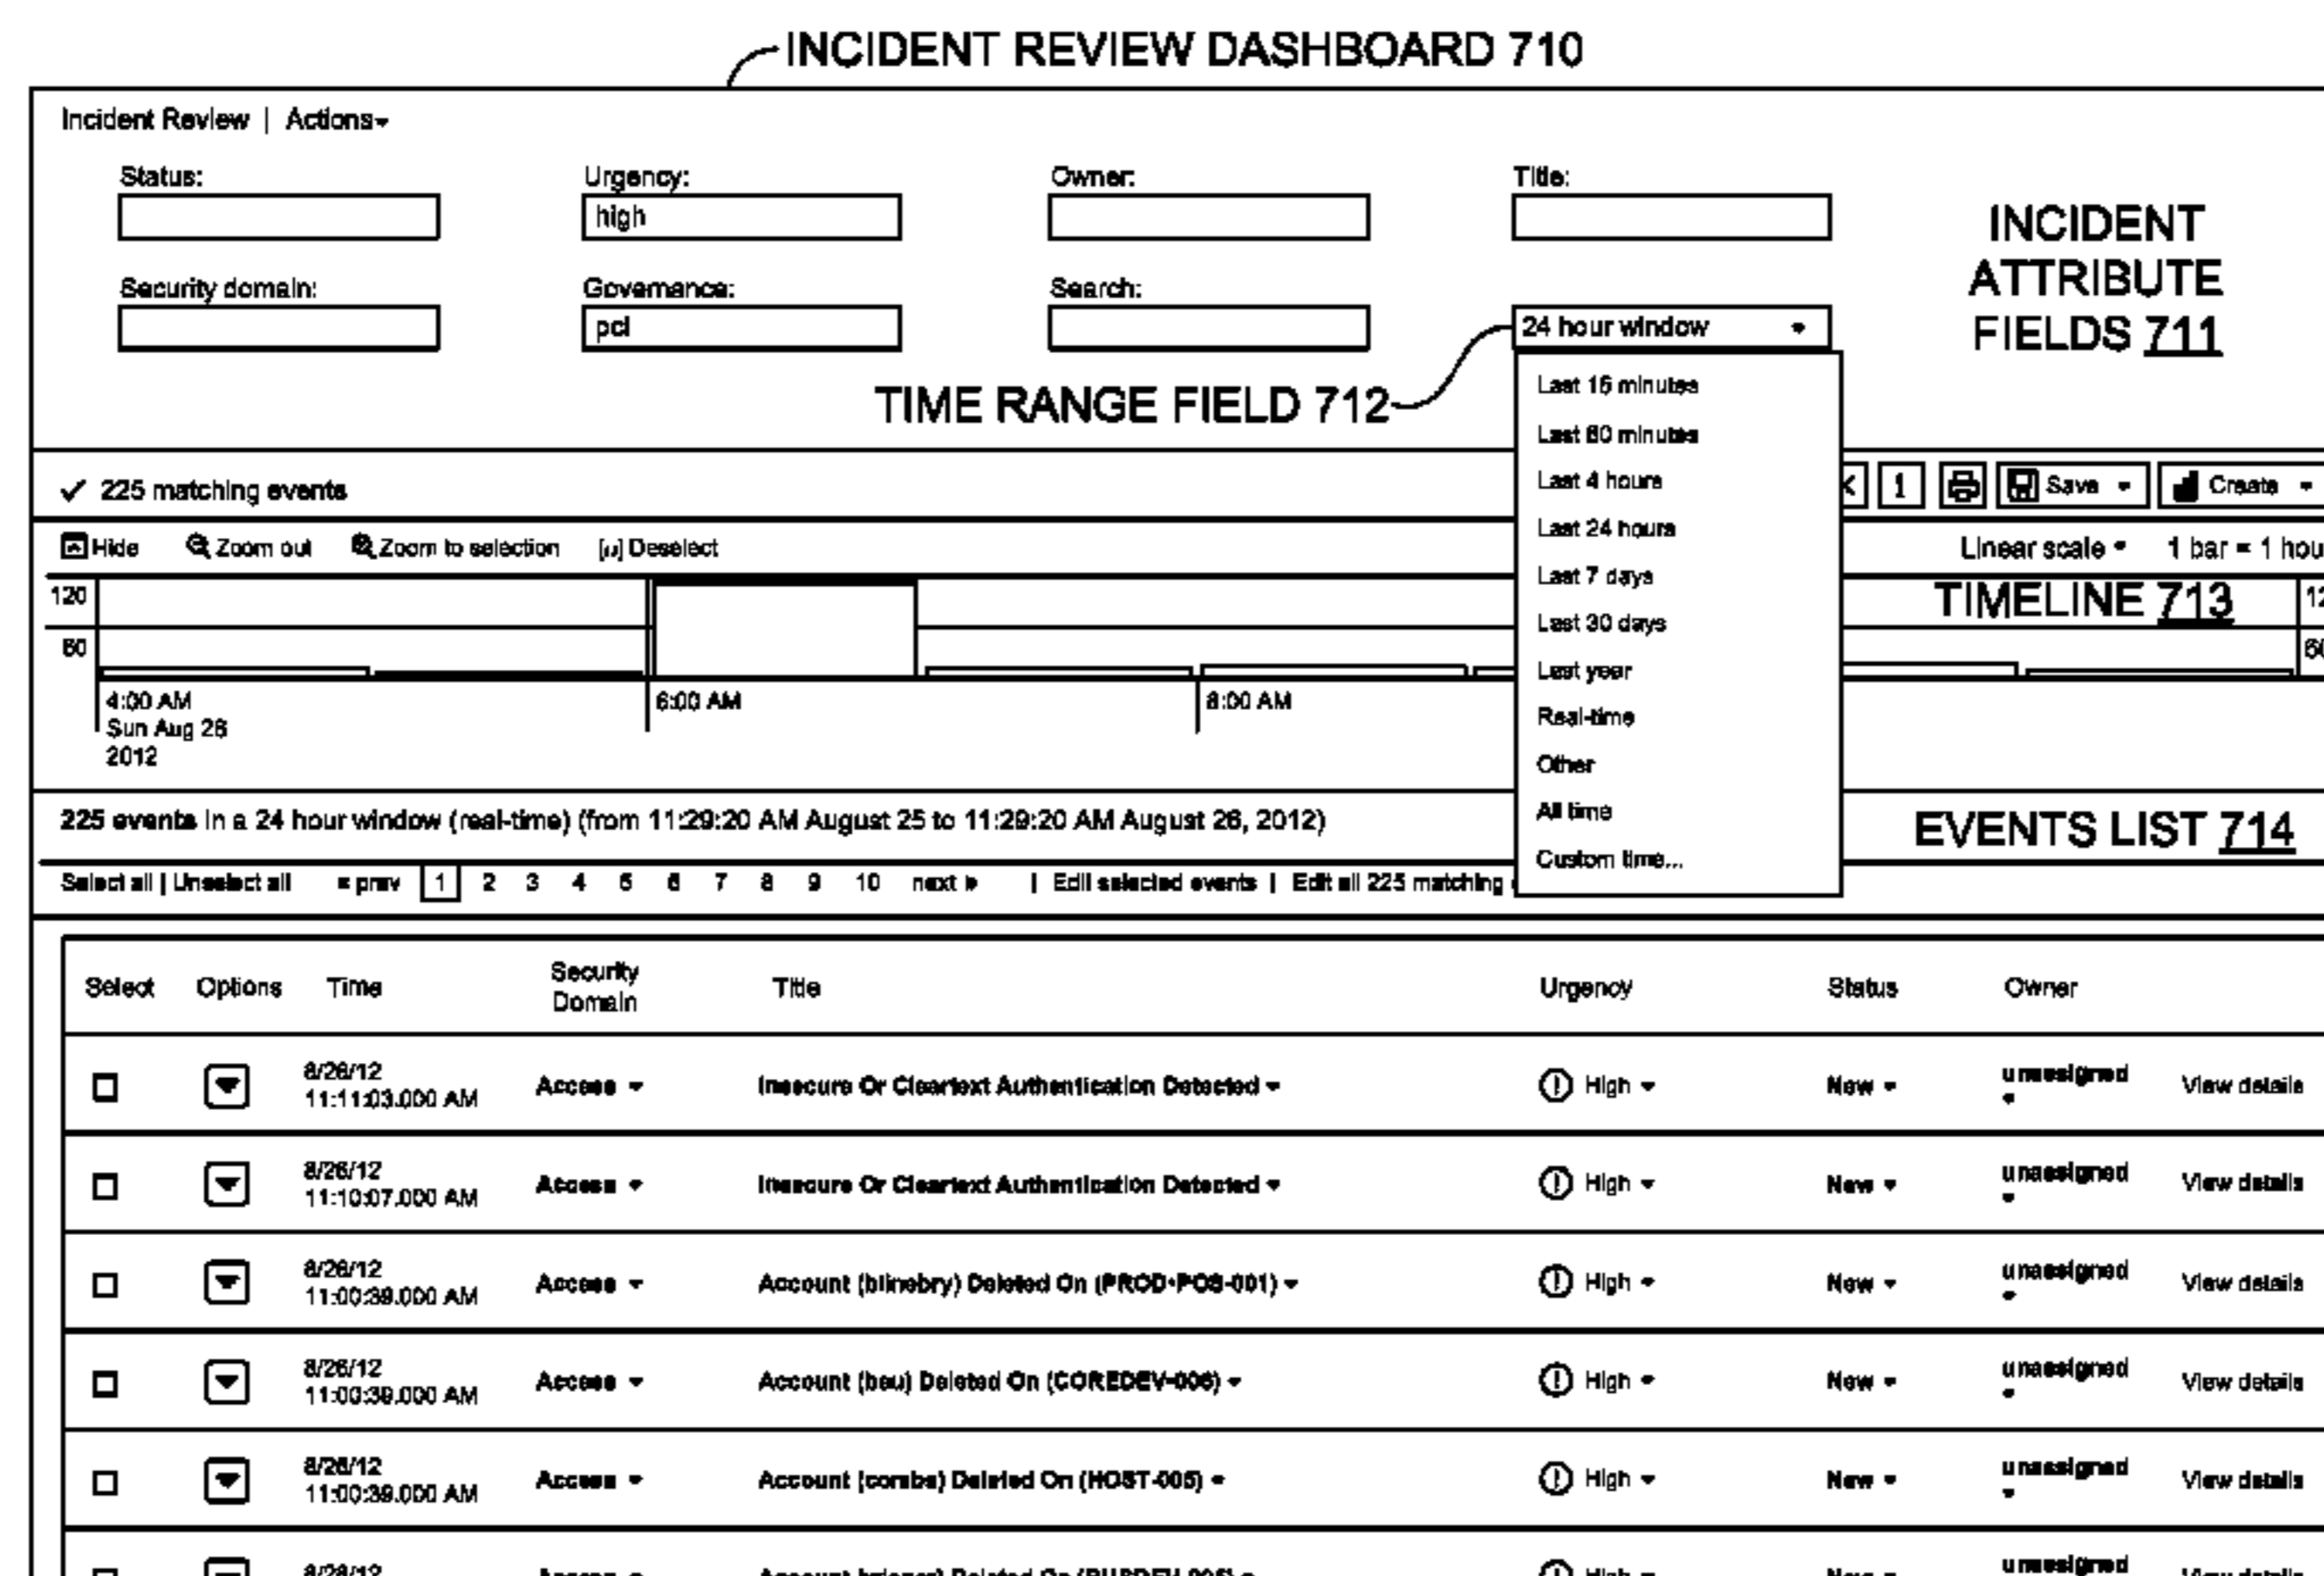 INCIDENT REVIEW DASHBOARD 710
Incident Review | Actions
Status:
Urgency:
Owner:
Title:
high
INCIDENT
ATTRIBUTE
FIELDS 711
Security domain:
Governance:
Search:
pci
24 hour window
TIME RANGE FIELD 712
Last 15 minutes
Last 60 minutes
Last 4 hours
Last 24 hours
Last 7 days
Last 30 days
Last year
Real-time
Other
All time
Custom time...
✓ 225 matching events
Save
Create
Hide Zoom out Zoom to selection Deselect
Linear scale 1 bar = 1 hou
TIMELINE 713
120
60
4:00 AM
Sun Aug 26
2012
6:00 AM
8:00 AM
225 events in a 24 hour window (real-time) (from 11:29:20 AM August 25 to 11:29:20 AM August 26, 2012)
EVENTS LIST 714
Select all | Unselect all « prev 1 2 3 4 5 6 7 8 9 10 next » | Edit selected events | Edit all 225 matching
Select Options Time Security Domain Title Urgency Status Owner
8/26/12 11:11:03.000 AM Access Insecure Or Cleartext Authentication Detected High New unassigned View details
8/26/12 11:10:07.000 AM Access Insecure Or Cleartext Authentication Detected High New unassigned View details
8/26/12 11:00:39.000 AM Access Account (blinebry) Deleted On (PROD-POS-001) High New unassigned View details
8/26/12 11:00:39.000 AM Access Account (beu) Deleted On (COREDEV-006) High New unassigned View details
8/26/12 11:00:39.000 AM Access Account (combs) Deleted On (HOST-005) High New unassigned View details
8/26/12 unassigned